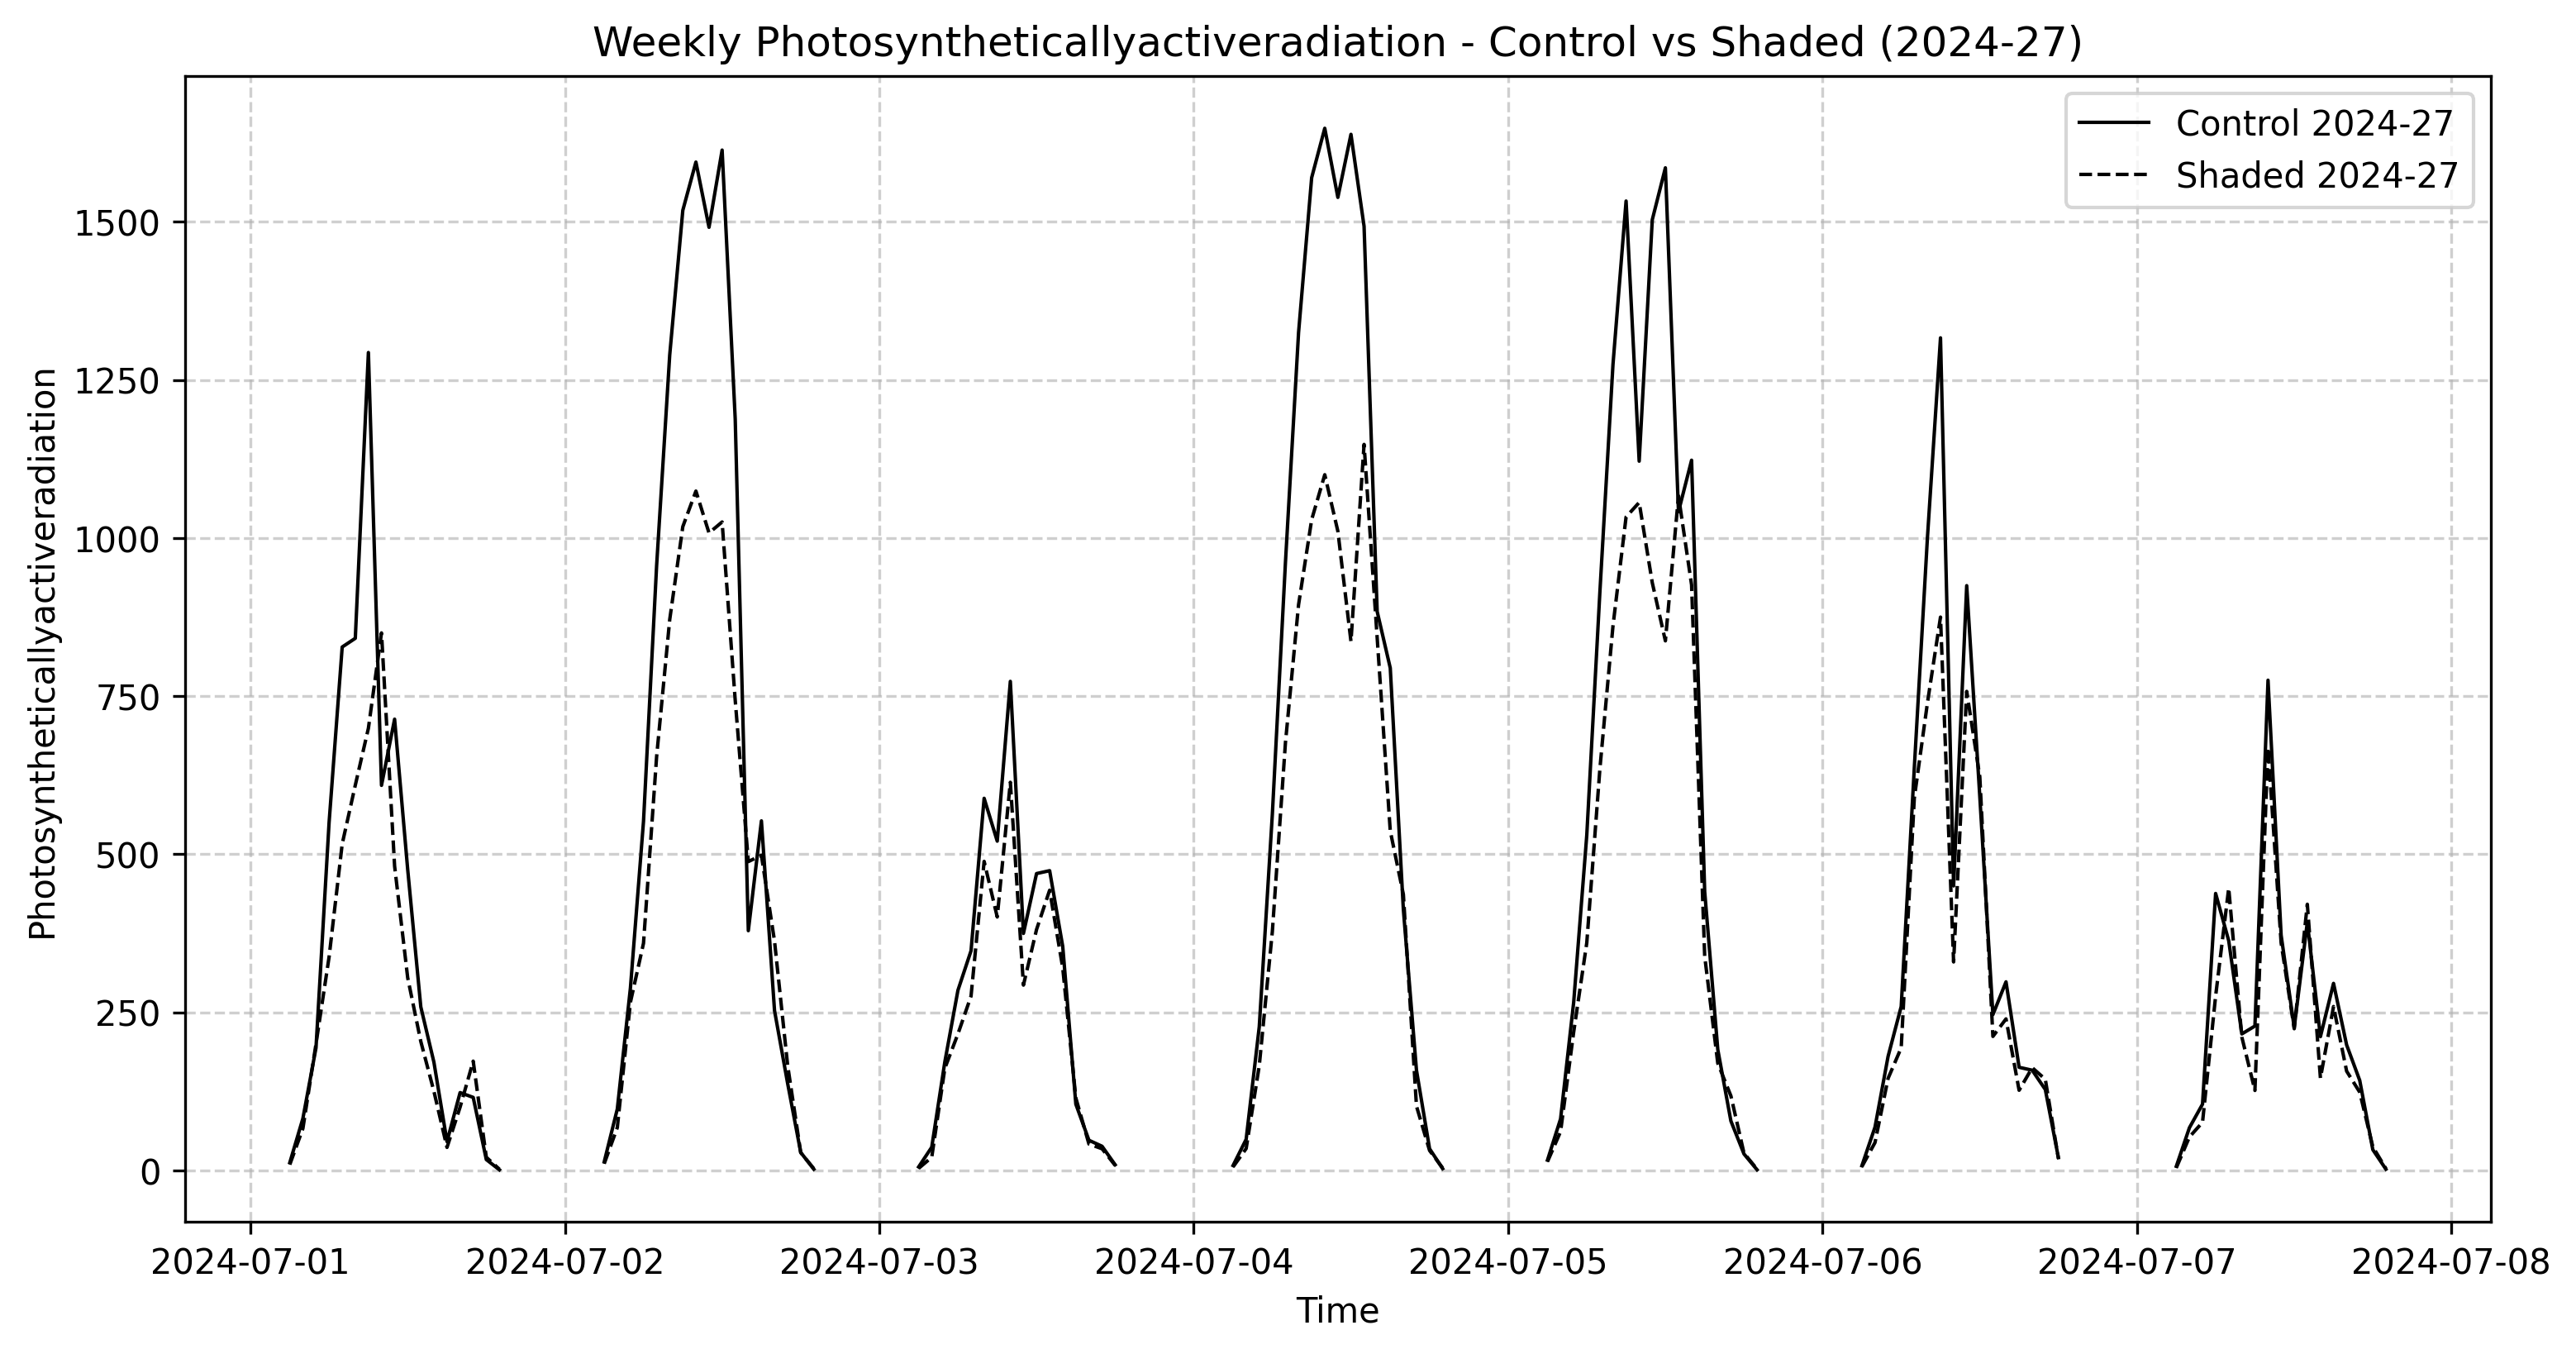 Weekly Photosyntheticallyactiveradiation - Control vs Shaded (2024-27)
Control 2024-27
Shaded 2024-27
Photosyntheticallyactiveradiation
1500
1250
1000
750
500
250
0
2024-07-01 2024-07-02 2024-07-03 2024-07-04 2024-07-05 2024-07-06 2024-07-07 2024-07-08
Time